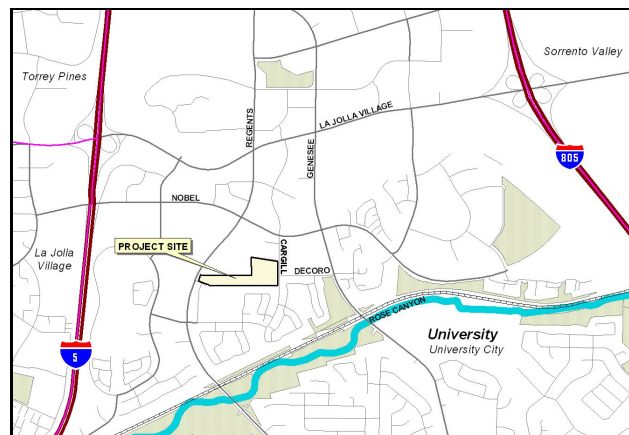 Torrey Pines
Sorrento Valley
LA JOLLA VILLAGE
REGENTS
GENESEE
805
NOBEL
La Jolla
Village
PROJECT SITE
CARGILL
DECORO
ROSE CANYON
University
University City
5